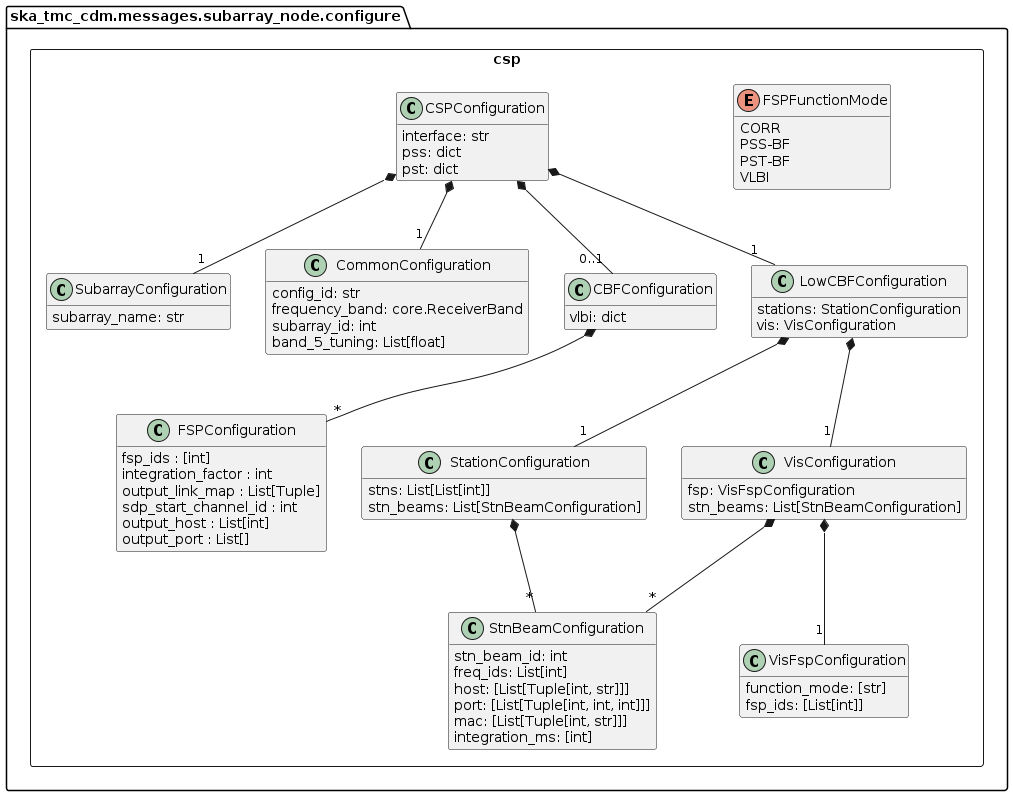 ska_tmc_cdm.messages.subarray_node.configure
csp
C CSPConfiguration
interface: str
pss: dict
pst: dict
E FSPFunctionMode
CORR
PSS-BF
PST-BF
VLBI
1
1
0..1
1
C SubarrayConfiguration
subarray_name: str
C CommonConfiguration
config_id: str
frequency_band: core.ReceiverBand
subarray_id: int
band_5_tuning: List[float]
C CBFConfiguration
vlbi: dict
C LowCBFConfiguration
stations: StationConfiguration
vis: VisConfiguration
*
1
1
C FSPConfiguration
fsp_ids : [int]
integration_factor : int
output_link_map : List[Tuple]
sdp_start_channel_id : int
output_host : List[int]
output_port : List[]
C StationConfiguration
stns: List[List[int]]
stn_beams: List[StnBeamConfiguration]
C VisConfiguration
fsp: VisFspConfiguration
stn_beams: List[StnBeamConfiguration]
*
*
1
C StnBeamConfiguration
stn_beam_id: int
freq_ids: List[int]
host: [List[Tuple[int, str]]]
port: [List[Tuple[int, int, int]]]
mac: [List[Tuple[int, str]]]
integration_ms: [int]
C VisFspConfiguration
function_mode: [str]
fsp_ids: [List[int]]